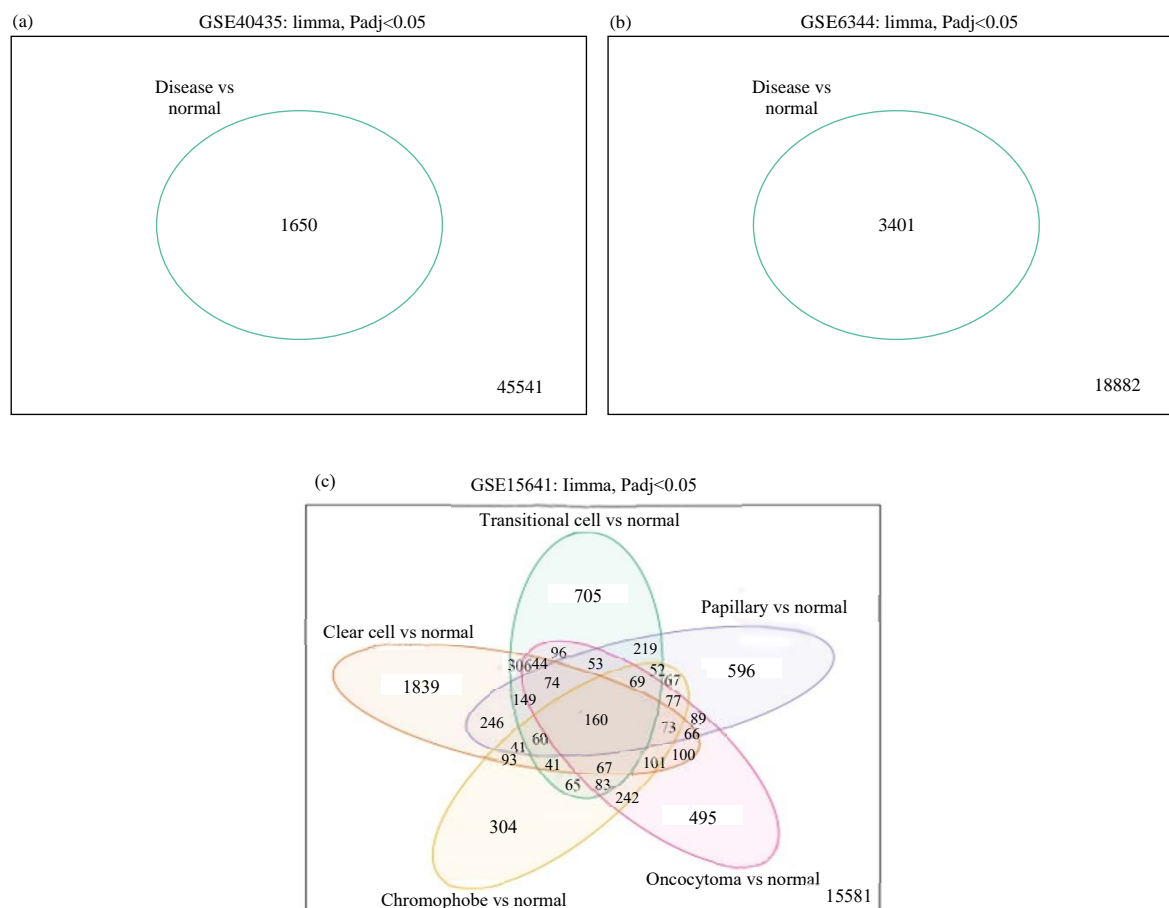 (a)
GSE40435: limma, Padj<0.05
Disease vs
normal
1650
45541
(b)
GSE6344: limma, Padj<0.05
Disease vs
normal
3401
18882
(c)
GSE15641: Iimma, Padj<0.05
Transitional cell vs normal
705
Papillary vs normal
Clear cell vs normal
96
219
306
44
53
52
596
1839
74
69
67
149
77
246
160
89
73
66
60
41
93
41
67
101
100
65
83
242
304
495
Oncocytoma vs normal
15581
Chromophobe vs normal